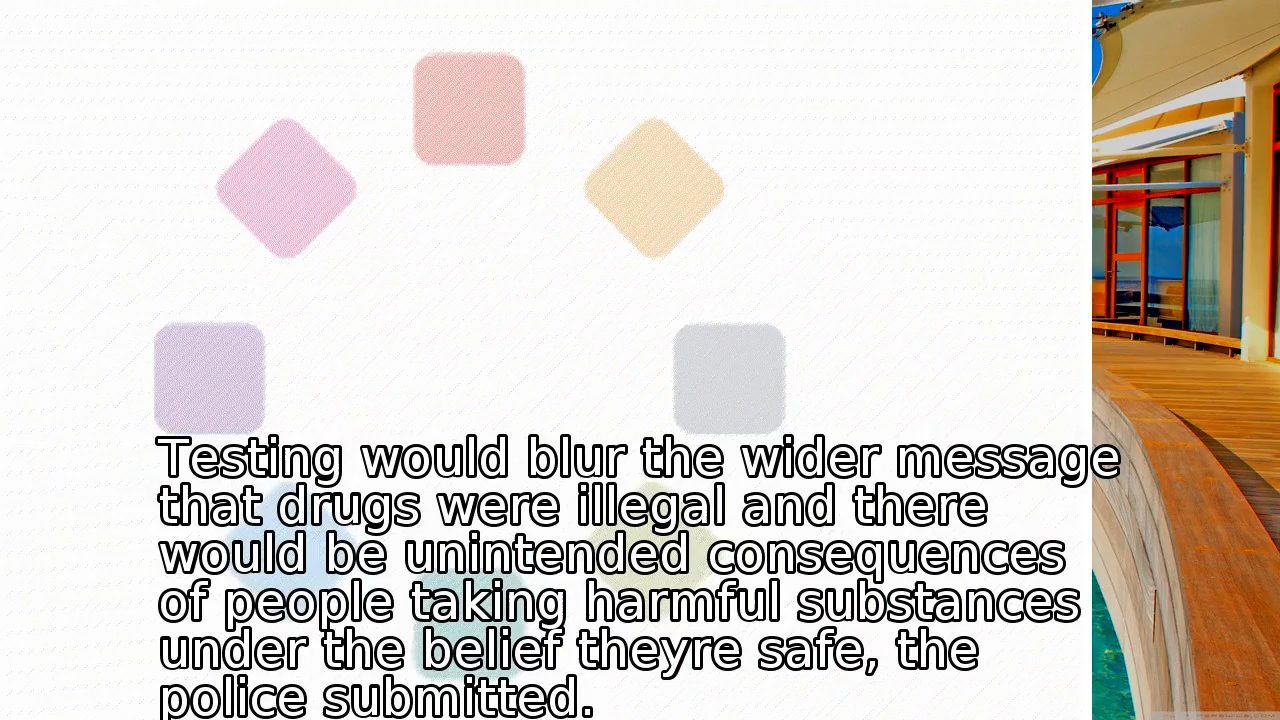 Testing would blur the wider message
that drugs were illegal and there
would be unintended consequences
of people taking harmful substances
under the belief theyre safe, the
police submitted.